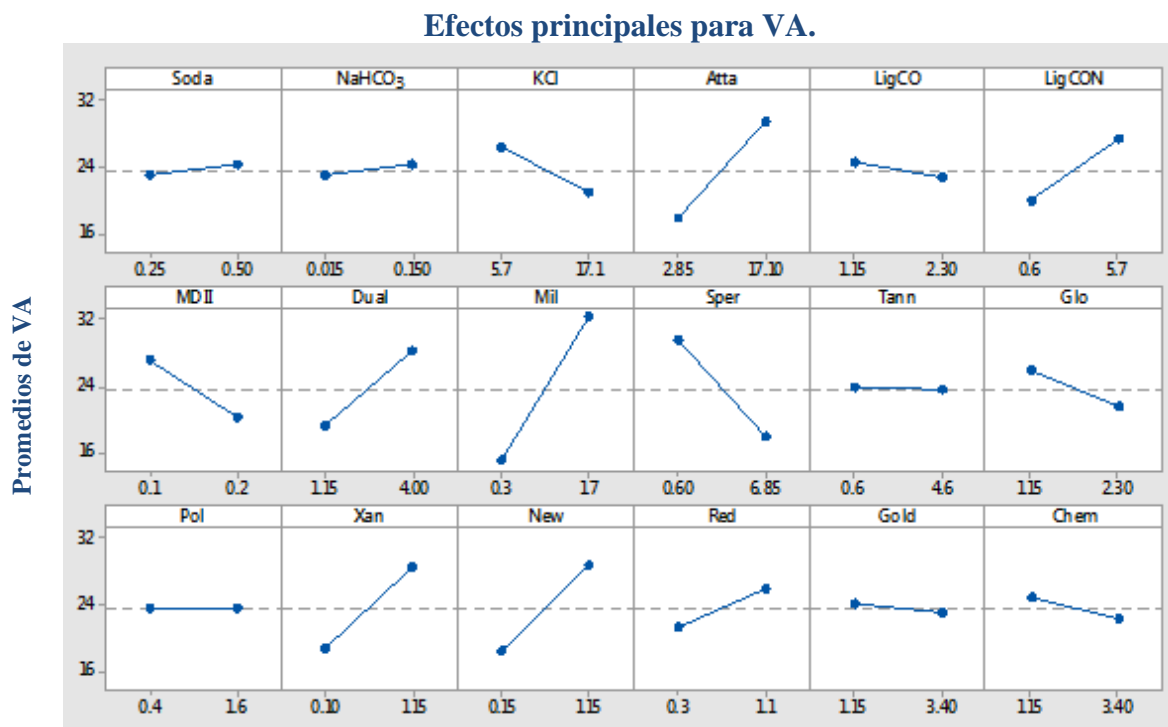 Efectos principales para VA.
Promedios de VA
Soda NaHCO₃ KCl Atta LigCO LigCON
32
24
16
0.25 0.50 0.015 0.150 5.7 17.1 2.85 17.10 1.15 2.30 0.6 5.7
MDII Dual Mil Sper Tann Glo
32
24
16
0.1 0.2 1.15 4.00 0.3 1.7 0.60 6.85 0.6 4.6 1.15 2.30
Pol Xan New Red Gold Chem
32
24
16
0.4 1.6 0.10 1.15 0.15 1.15 0.3 1.1 1.15 3.40 1.15 3.40